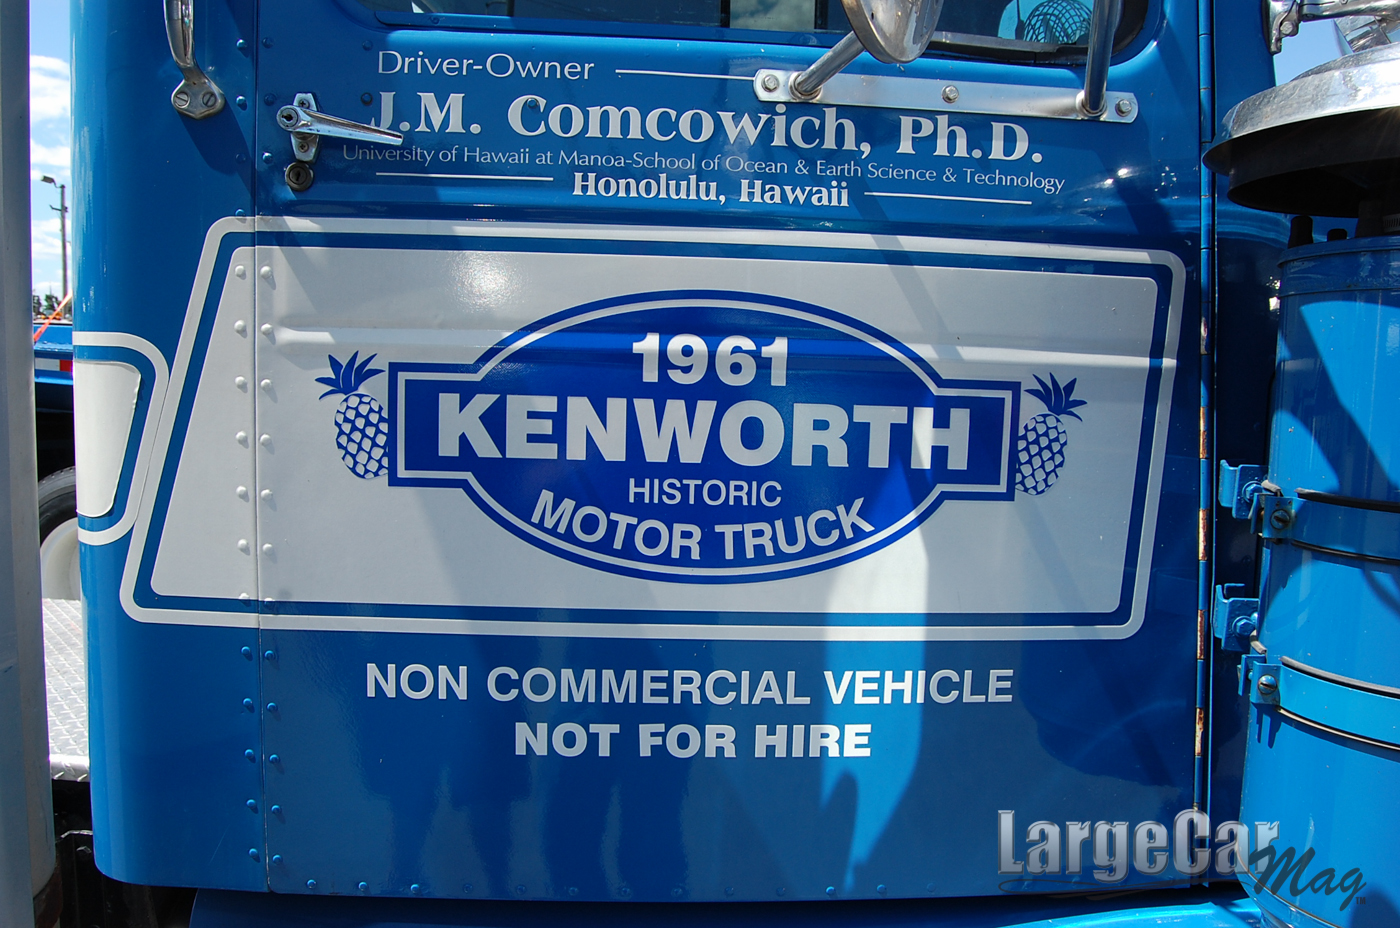 Driver-Owner
J.M. Comcowich, Ph.D.
University of Hawaii at Manoa-School of Ocean & Earth Science & Technology
Honolulu, Hawaii
1961
KENWORTH
HISTORIC
MOTOR TRUCK
NON COMMERCIAL VEHICLE
NOT FOR HIRE
LargeCar
Mag™